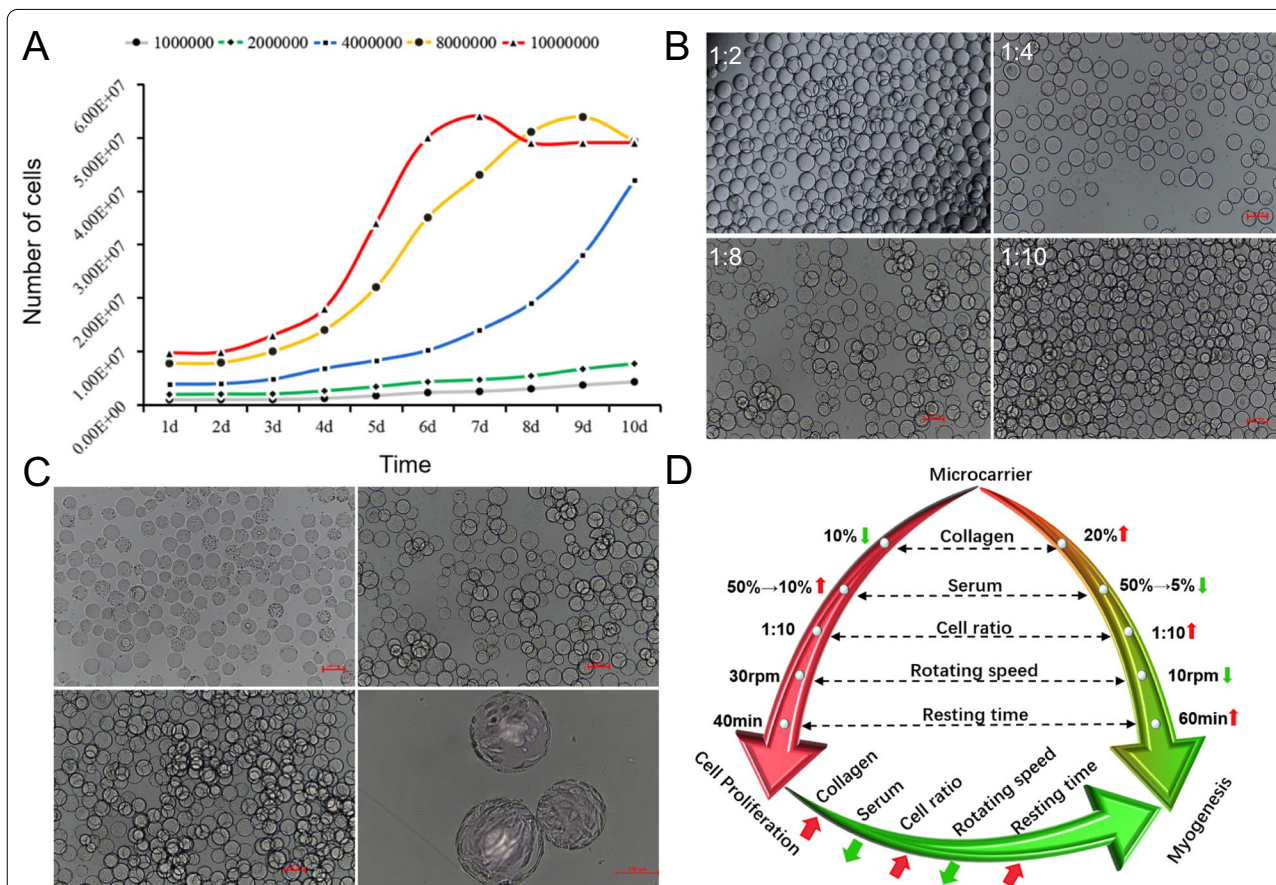 A
1000000 2000000 4000000 8000000 10000000
Number of cells
6.00E+07
5.00E+07
4.00E+07
3.00E+07
2.00E+07
1.00E+07
0.00E+00
1d 2d 3d 4d 5d 6d 7d 8d 9d 10d
Time
B
1:2
1:4
1:8
1:10
C
D
Microcarrier
10% Collagen 20%
50%→10% Serum 50%→5%
1:10 Cell ratio 1:10
30rpm Rotating speed 10rpm
40min Resting time 60min
Cell Proliferation
Collagen
Serum
Cell ratio
Rotating speed
Resting time
Myogenesis